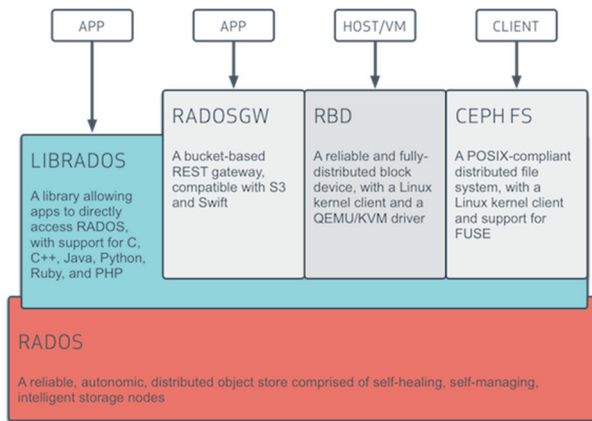 APP
APP
HOST/VM
CLIENT
RADOSGW
A bucket-based
REST gateway,
compatible with S3
and Swift
RBD
A reliable and fully-
distributed block
device, with a Linux
kernel client and a
QEMU/KVM driver
CEPH FS
A POSIX-compliant
distributed file
system, with a
Linux kernel client
and support for
FUSE
LIBRADOS
A library allowing
apps to directly
access RADOS,
with support for C,
C++, Java, Python,
Ruby, and PHP
RADOS
A reliable, autonomic, distributed object store comprised of self-healing, self-managing,
intelligent storage nodes